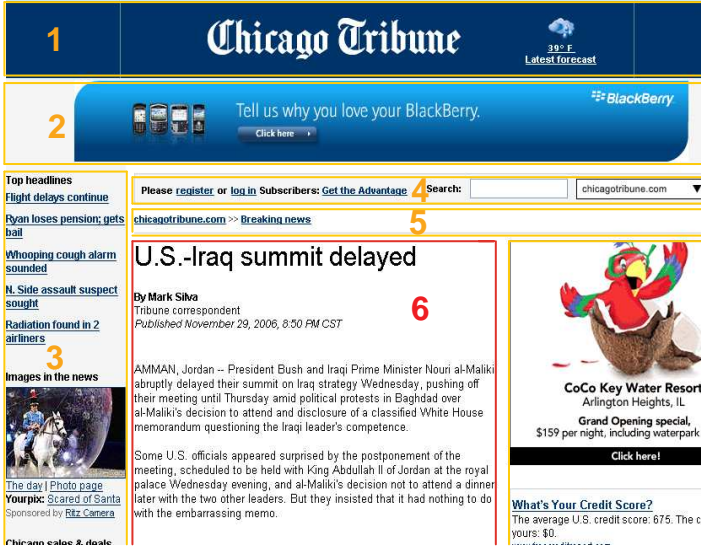 1
Chicago Tribune
39° F
Latest forecast
2
Tell us why you love your BlackBerry.
Click here
BlackBerry
Top headlines
Flight delays continue
Ryan loses pension; gets
bail
Whooping cough alarm
sounded
N. Side assault suspect
sought
Radiation found in 2
airliners
3
Images in the news
The day | Photo page
Yourpix: Scared of Santa
Sponsored by Ritz Camera
Chicago sales & deals
Please register or log in Subscribers: Get the Advantage
4
Search:
chicagotribune.com
chicagotribune.com >> Breaking news
5
U.S.-Iraq summit delayed
6
By Mark Silva
Tribune correspondent
Published November 29, 2006, 8:50 PM CST
AMMAN, Jordan -- President Bush and Iraqi Prime Minister Nouri al-Maliki
abruptly delayed their summit on Iraq strategy Wednesday, pushing off
their meeting until Thursday amid political protests in Baghdad over
al-Maliki's decision to attend and disclosure of a classified White House
memorandum questioning the Iraqi leader's competence.
Some U.S. officials appeared surprised by the postponement of the
meeting, scheduled to be held with King Abdullah II of Jordan at the royal
palace Wednesday evening, and al-Maliki's decision not to attend a dinner
later with the two other leaders. But they insisted that it had nothing to do
with the embarrassing memo.
CoCo Key Water Resort
Arlington Heights, IL
Grand Opening special,
$159 per night, including waterpark
Click here!
What's Your Credit Score?
The average U.S. credit score: 675. The c
yours: $0.